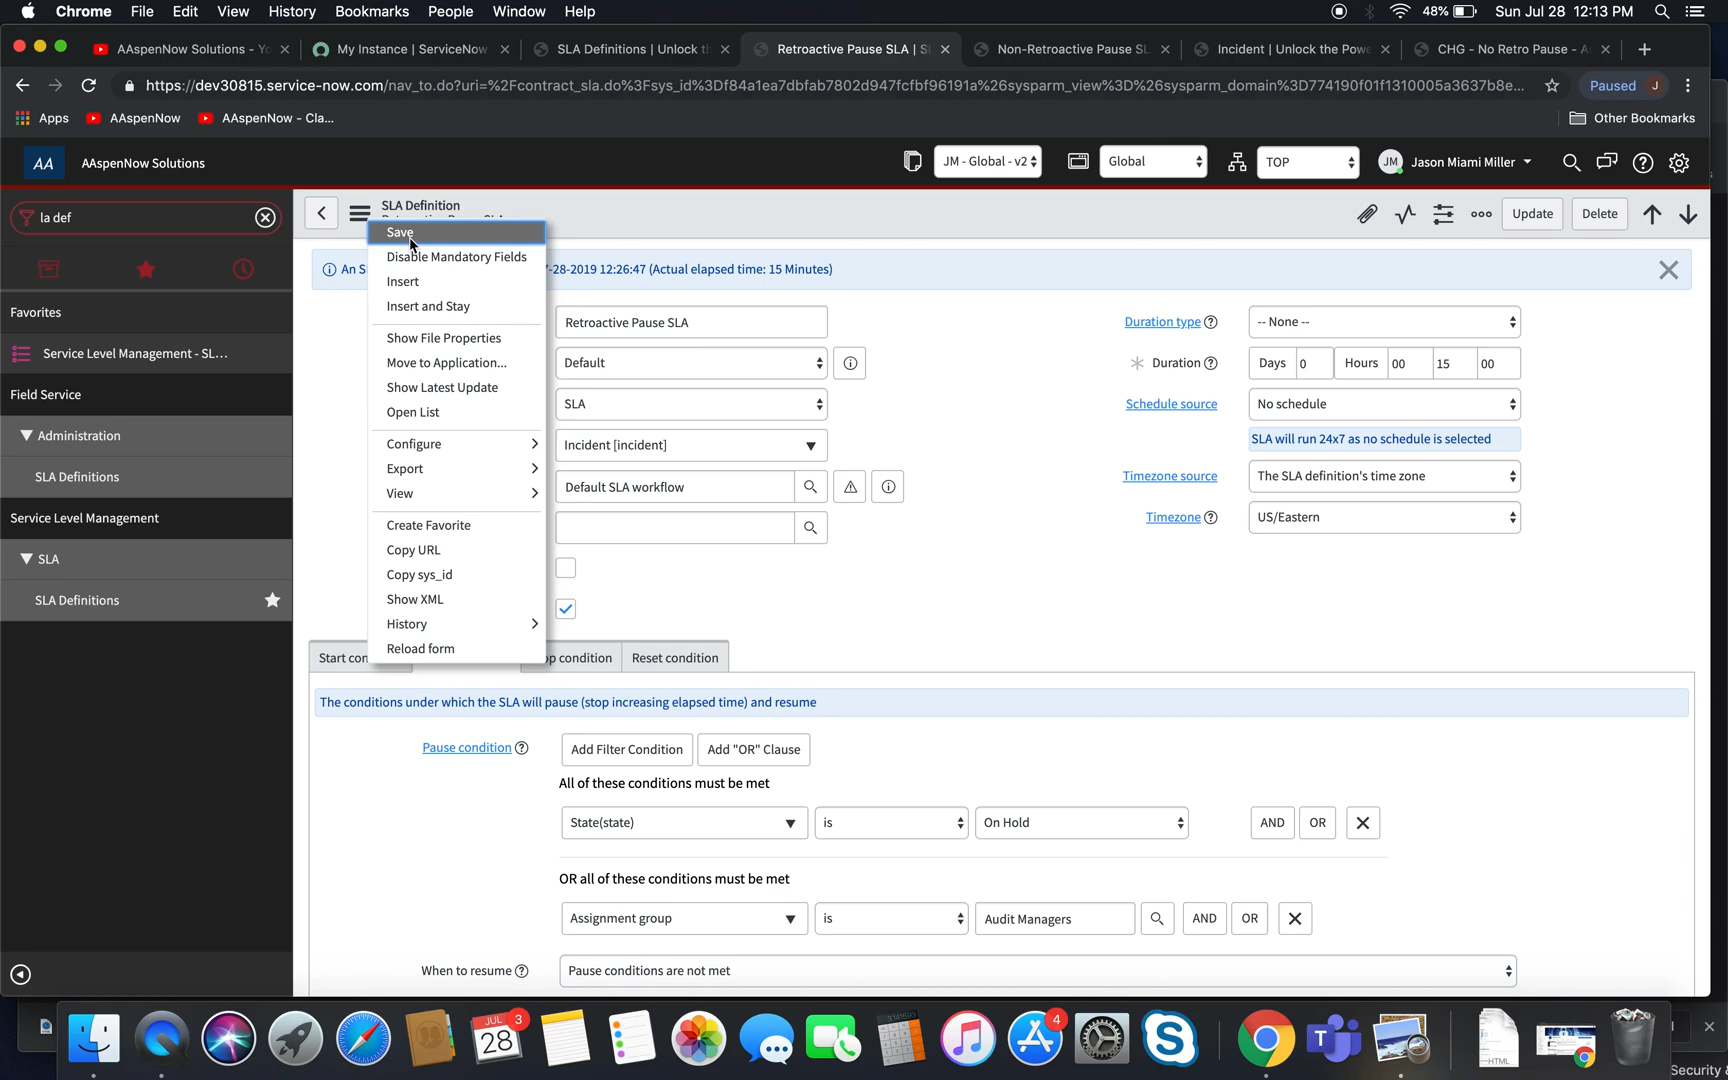 Chrome File Edit View History Bookmarks People Window Help 48% Sun Jul 28 12:13 PM
AAspenNow Solutions - Yo My Instance | ServiceNow SLA Definitions | Unlock th Retroactive Pause SLA | SL Non-Retroactive Pause SL Incident | Unlock the Powe CHG - No Retro Pause - A
https://dev30815.service-now.com/nav_to.do?uri=%2Fcontract_sla.do%3Fsys_id%3Df84a1ea7dbfab7802d947fcfbf96191a%26sysparm_view%3D%26sysparm_domain%3D774190f01f1310005a3637b8e... Paused J
Apps AAspenNow AAspenNow - Cla... Other Bookmarks
AA AAspenNow Solutions JM - Global - v2 Global TOP JM Jason Miami Miller
la def
Favorites
Service Level Management - SL...
Field Service
Administration
SLA Definitions
Service Level Management
SLA
SLA Definitions
SLA Definition
Update Delete
Save
Disable Mandatory Fields
Insert
Insert and Stay
Show File Properties
Move to Application...
Show Latest Update
Open List
Configure
Export
View
Create Favorite
Copy URL
Copy sys_id
Show XML
History
Reload form
An S -28-2019 12:26:47 (Actual elapsed time: 15 Minutes)
Retroactive Pause SLA
Default
SLA
Incident [incident]
Default SLA workflow
Duration type -- None --
Duration Days 0 Hours 00 15 00
Schedule source No schedule
SLA will run 24x7 as no schedule is selected
Timezone source The SLA definition's time zone
Timezone US/Eastern
Start con op condition Reset condition
The conditions under which the SLA will pause (stop increasing elapsed time) and resume
Pause condition Add Filter Condition Add "OR" Clause
All of these conditions must be met
State(state) is On Hold AND OR
OR all of these conditions must be met
Assignment group is Audit Managers AND OR
When to resume Pause conditions are not met
JUL 28 3 4
HTML
Security